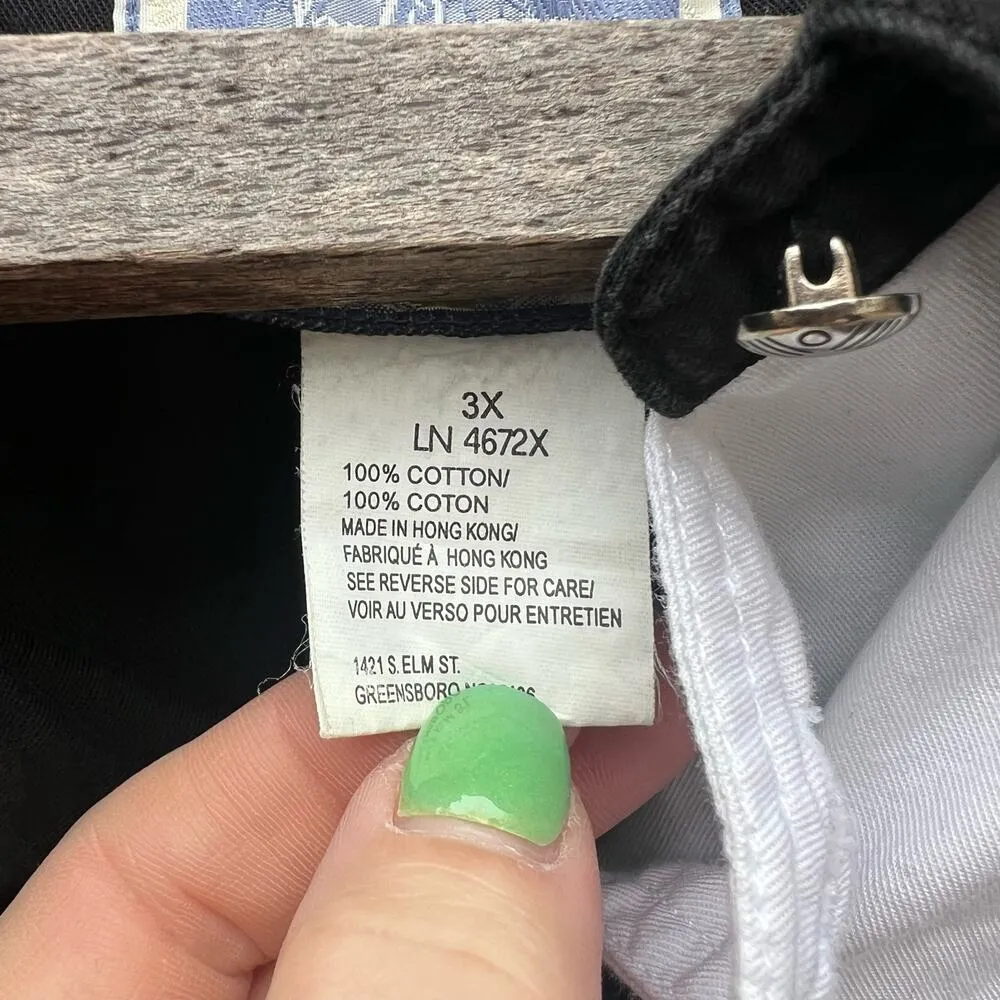 3X
LN 4672X
100% COTTON/
100% COTON
MADE IN HONG KONG/
FABRIQUÉ À HONG KONG
SEE REVERSE SIDE FOR CARE/
VOIR AU VERSO POUR ENTRETIEN
1421 S. ELM ST.
GREENSBORO